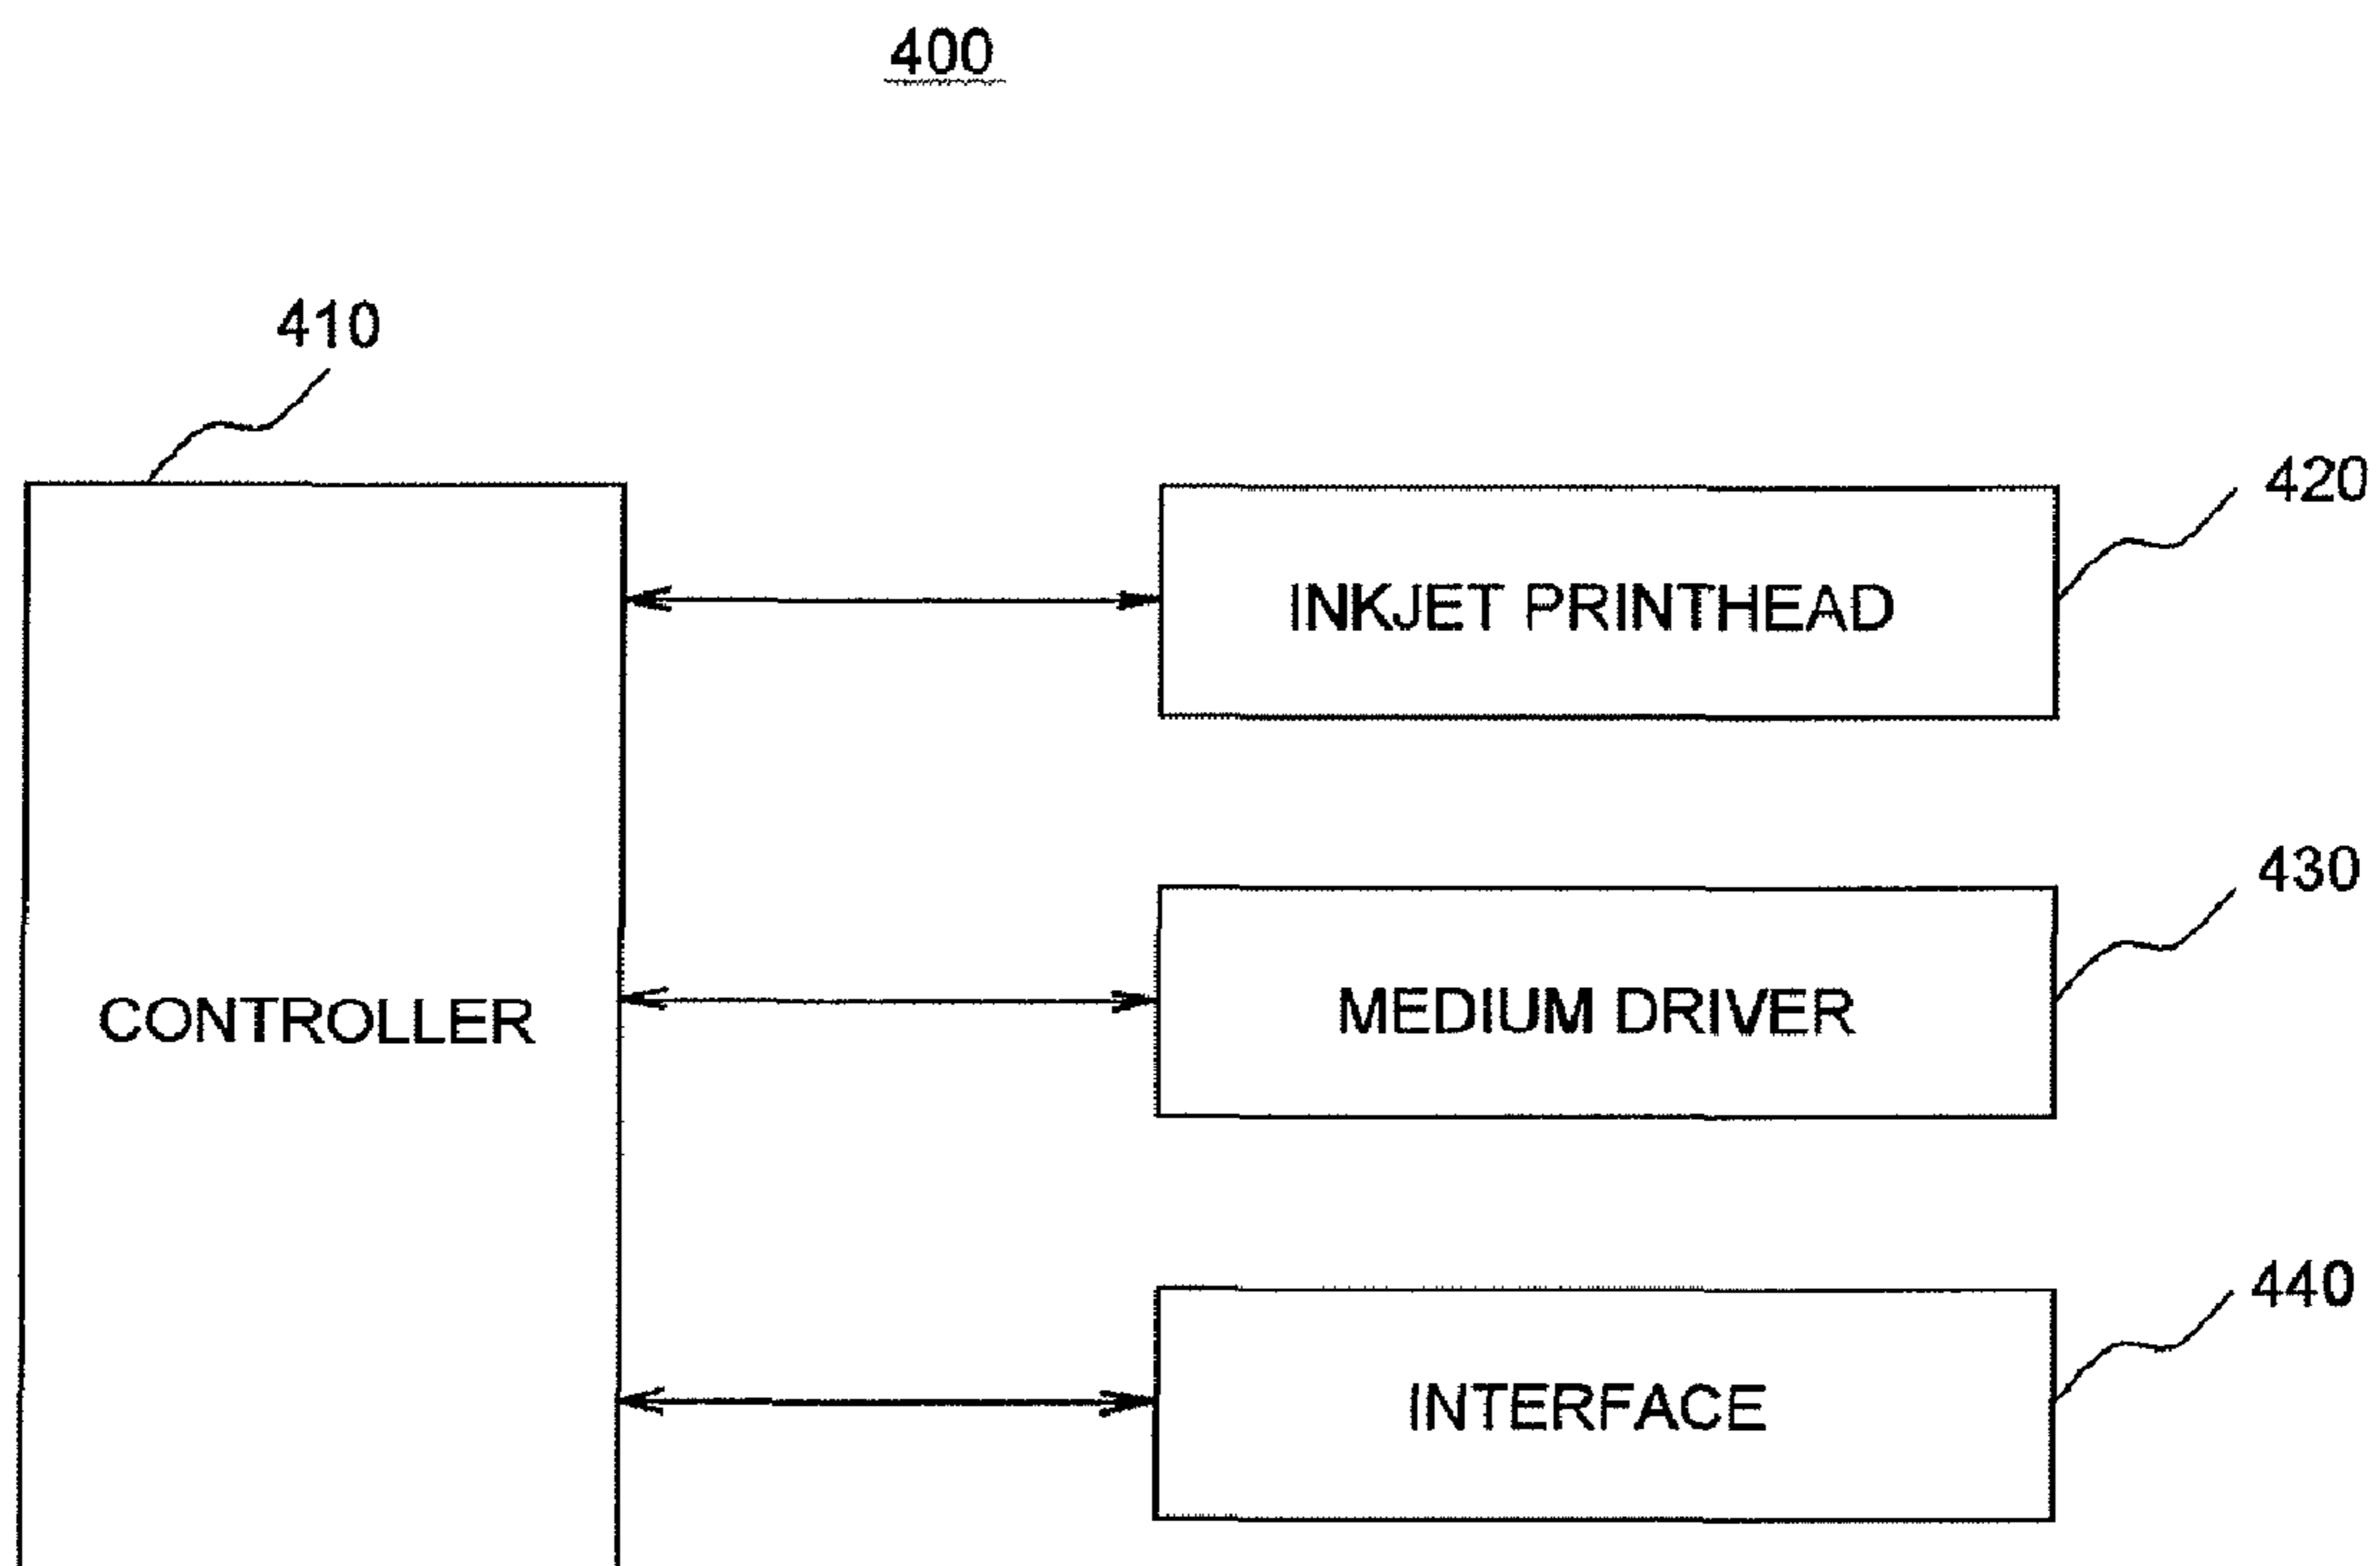 400
410
420
INKJET PRINTHEAD
430
MEDIUM DRIVER
CONTROLLER
440
INTERFACE